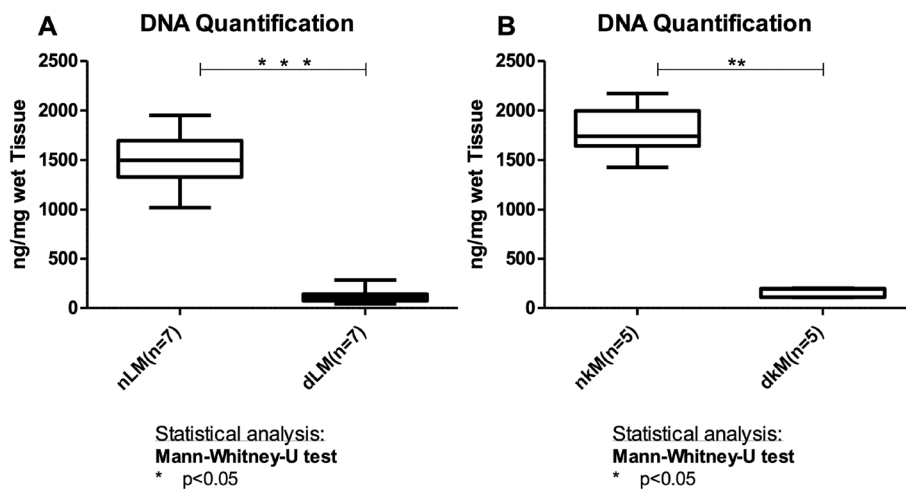 A
DNA Quantification
ng/mg wet Tissue
2500
2000
1500
1000
500
0
* * *
nLM(n=7)
dLM(n=7)
Statistical analysis:
Mann-Whitney-U test
* p<0.05
B
DNA Quantification
ng/mg wet Tissue
2500
2000
1500
1000
500
0
**
nkM(n=5)
dkM(n=5)
Statistical analysis:
Mann-Whitney-U test
* p<0.05